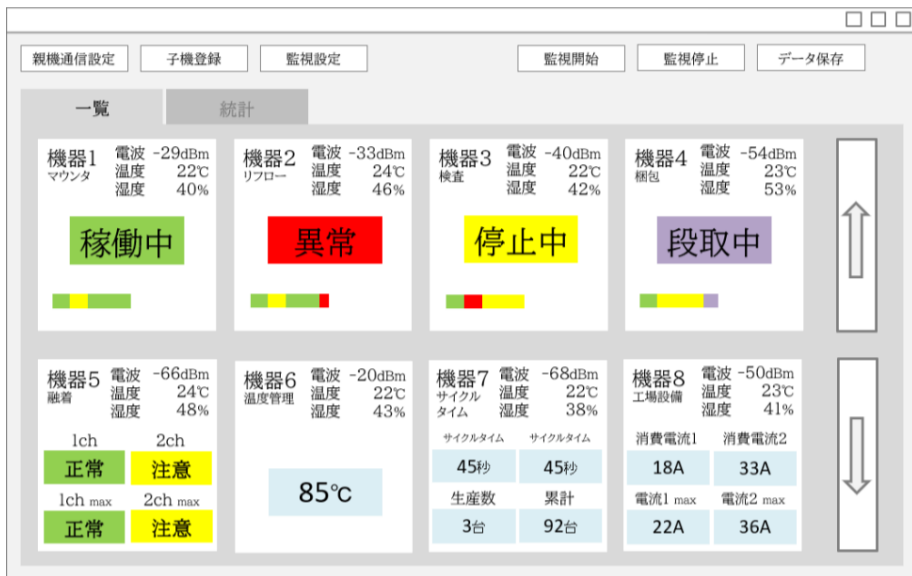 親機通信設定 子機登録 監視設定 監視開始 監視停止 データ保存
一覧 統計
機器1 電波 -29dBm
マウンタ 温度 22℃
湿度 40%
稼働中
機器2 電波 -33dBm
リフロー 温度 24℃
湿度 46%
異常
機器3 電波 -40dBm
検査 温度 22℃
湿度 42%
停止中
機器4 電波 -54dBm
梱包 温度 23℃
湿度 53%
段取中
機器5 電波 -66dBm
融着 温度 24℃
湿度 48%
1ch 2ch
正常 注意
1ch max 2ch max
正常 注意
機器6 電波 -20dBm
温度管理 温度 22℃
湿度 43%
85℃
機器7 電波 -68dBm
サイクル 温度 22℃
タイム 湿度 38%
サイクルタイム サイクルタイム
45秒 45秒
生産数 累計
3台 92台
機器8 電波 -50dBm
工場設備 温度 23℃
湿度 41%
消費電流1 消費電流2
18A 33A
電流1 max 電流2 max
22A 36A